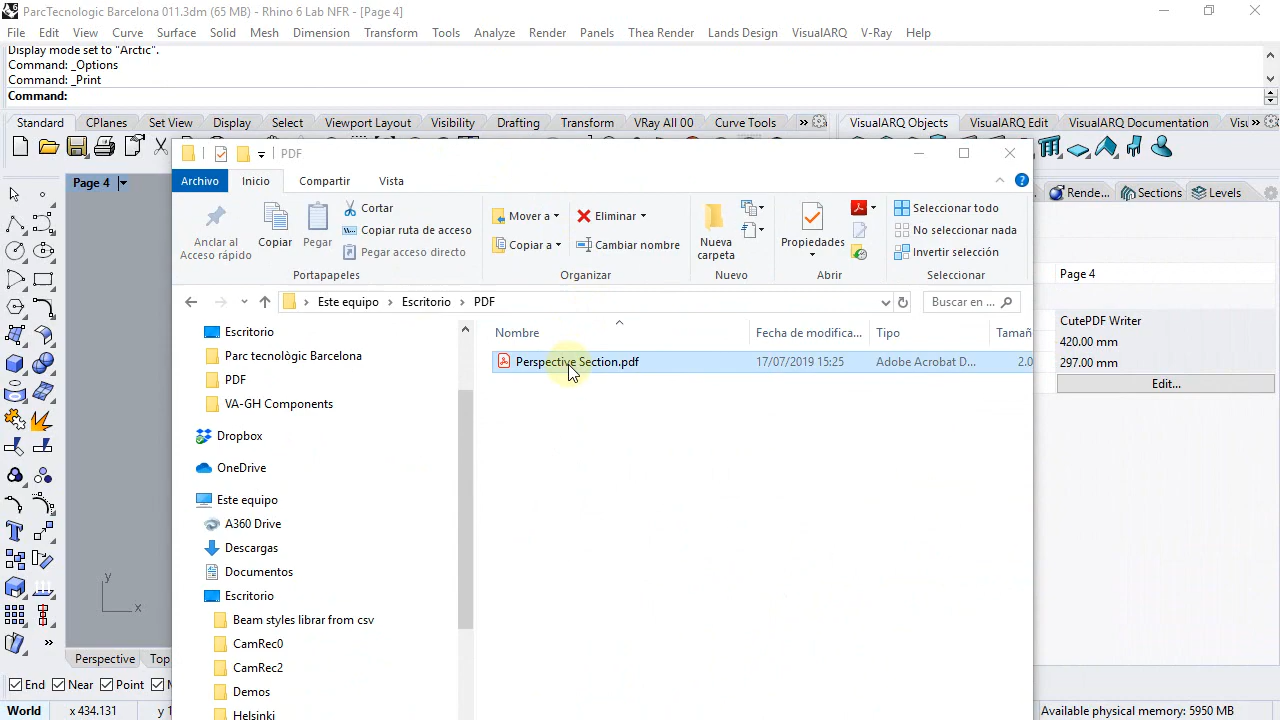 ParcTecnologic Barcelona 011.3dm (65 MB) - Rhino 6 Lab NFR - [Page 4]
File Edit View Curve Surface Solid Mesh Dimension Transform Tools Analyze Render Panels Thea Render Lands Design VisualARQ V-Ray Help
Display mode set to "Arctic".
Command: _Options
Command: _Print
Command:
Standard CPlanes Set View Display Select Viewport Layout Visibility Drafting Transform VRay All 00 Curve Tools » VisualARQ Objects VisualARQ Edit VisualARQ Documentation Visu »
PDF
Page 4
Archivo Inicio Compartir Vista
Rende... Sections Levels
Anclar al
Acceso rápido
Copiar
Pegar
Cortar
Copiar ruta de acceso
Pegar acceso directo
Portapapeles
Mover a
Copiar a
Eliminar
Cambiar nombre
Organizar
Nueva
carpeta
Nuevo
Propiedades
Abrir
Seleccionar todo
No seleccionar nada
Invertir selección
Seleccionar
Este equipo > Escritorio > PDF
Buscar en ...
Page 4
CutePDF Writer
420.00 mm
297.00 mm
Edit...
Nombre Fecha de modifica... Tipo Tamañ
Perspective Section.pdf 17/07/2019 15:25 Adobe Acrobat D... 2.0
Escritorio
Parc tecnològic Barcelona
PDF
VA-GH Components
Dropbox
OneDrive
Este equipo
A360 Drive
Descargas
Documentos
Escritorio
Beam styles librar from csv
CamRec0
CamRec2
Demos
Helsinki
y
x
»
Perspective Top
End Near Point
World x 434.131 y 1 Available physical memory: 5950 MB